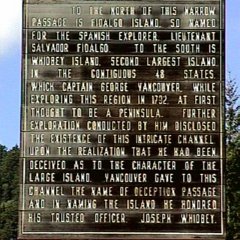 TO THE NORTH OF THIS NARROW
PASSAGE IS FIDALGO ISLAND, SO NAMED
FOR THE SPANISH EXPLORER, LIEUTENANT
SALVADOR FIDALGO. TO THE SOUTH IS
WHIDBEY ISLAND, SECOND LARGEST ISLAND
IN THE CONTIGUOUS 48 STATES,
WHICH CAPTAIN GEORGE VANCOUVER, WHILE
EXPLORING THIS REGION IN 1792, AT FIRST
THOUGHT TO BE A PENINSULA. FURTHER
EXPLORATION CONDUCTED BY HIM DISCLOSED
THE EXISTENCE OF THIS INTRICATE CHANNEL
UPON THE REALIZATION THAT HE HAD BEEN
DECEIVED AS TO THE CHARACTER OF THE
LARGE ISLAND, VANCOUVER GAVE TO THIS
CHANNEL THE NAME OF DECEPTION PASSAGE
AND IN NAMING THE ISLAND HE HONORED
HIS TRUSTED OFFICER, JOSEPH WHIDBEY.